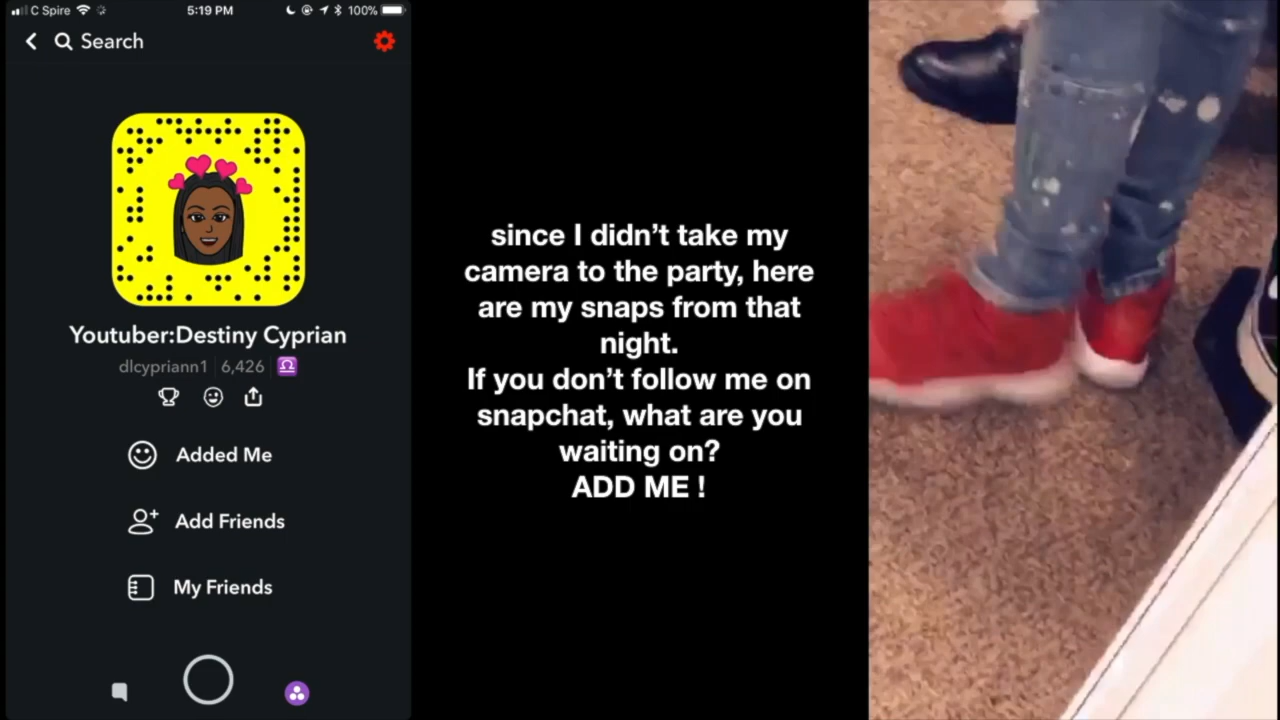 C Spire 5:19 PM 100%
Search
Youtuber:Destiny Cyprian
dlcypriann1 6,426
Added Me
Add Friends
My Friends
since I didn’t take my
camera to the party, here
are my snaps from that
night.
If you don’t follow me on
snapchat, what are you
waiting on?
ADD ME !